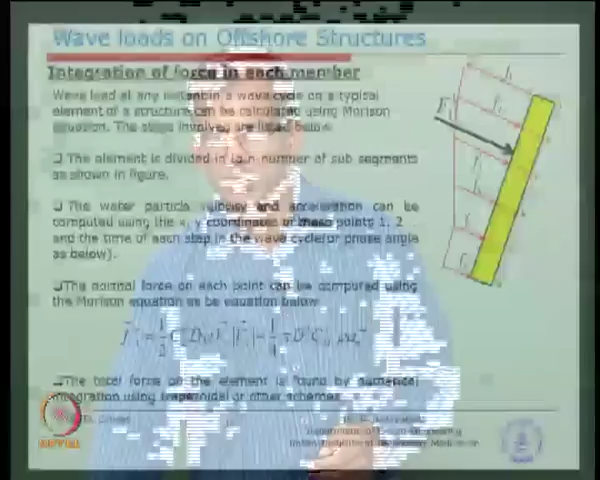 Wave loads on Offshore Structures
Integration of force in each member
Wave load at any instant in a wave cycle on a typical
element of a structure can be calculated using Morison
equation. The steps involved are listed below
The element is divided in to n number of sub segments
as shown in figure.
The water particle velocity and acceleration can be
computed using the x, y coordinates of these points 1, 2
and the time of each step in the wave cycle(or phase angle
as below).
The normal force on each point can be computed using
the Morison equation as be equation below
The total force on the element is found by numerical
integration using trapezoidal or other schemes
Department of Ocean Engineering